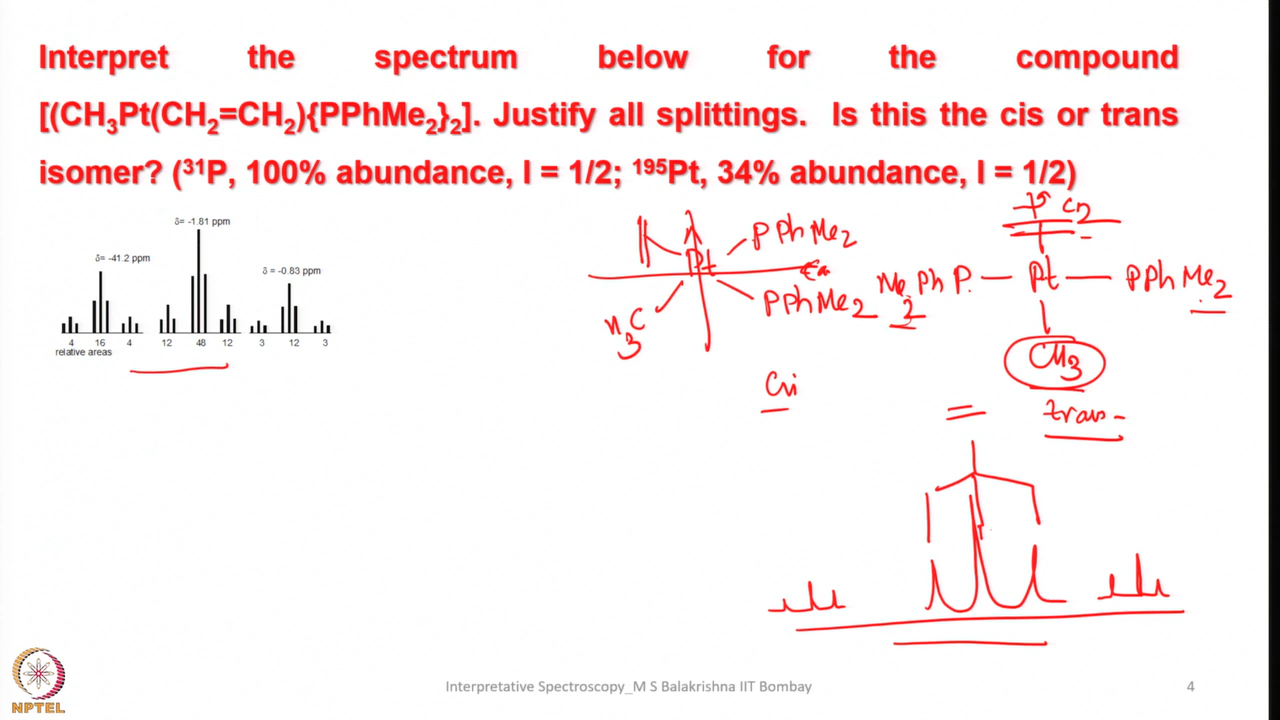 Interpret the spectrum below for the compound
[(CH3Pt(CH2=CH2){PPhMe2}2]. Justify all splittings. Is this the cis or trans
isomer? (31P, 100% abundance, I = 1/2; 195Pt, 34% abundance, I = 1/2)
δ= -1.81 ppm
δ= -41.2 ppm
δ = -0.83 ppm
4 16 4 12 48 12 3 12 3
relative areas
Pt
PPhMe2
PPhMe2
H3C
Cis
Me2PhP - Pt - PPhMe2
CH3
trans-
NPTEL
Interpretative Spectroscopy_M S Balakrishna IIT Bombay
4